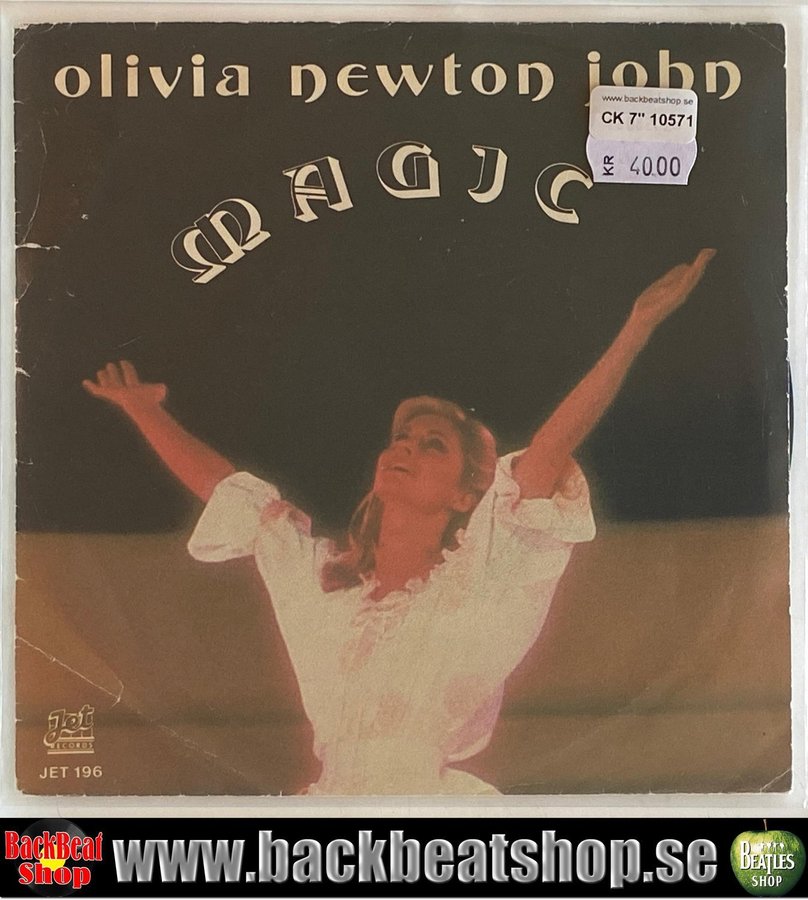 olivia newton john
www.backbeatshop.se
CK 7" 10571
KR 40.00
MAGIC
Jet
RECORDS
JET 196
BackBeat
Shop
www.backbeatshop.se
BEATLES
SHOP